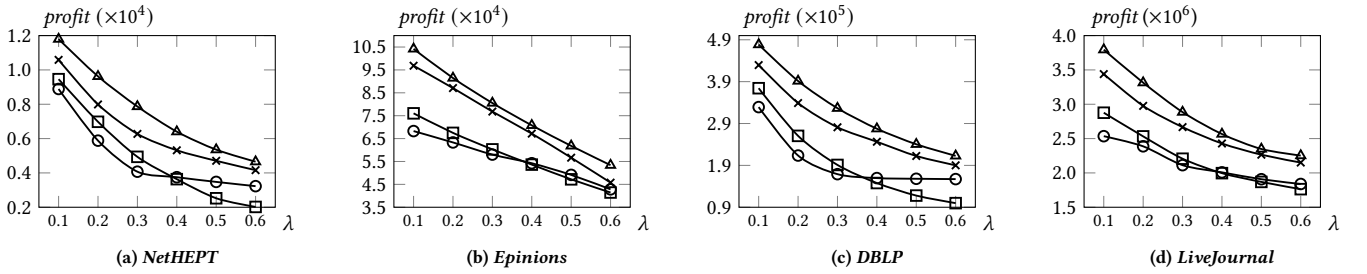 profit (×10⁴)
1.2
1.0
0.8
0.6
0.4
0.2
0.1 0.2 0.3 0.4 0.5 0.6 λ
(a) NetHEPT
profit (×10⁴)
10.5
9.5
8.5
7.5
6.5
5.5
4.5
3.5
0.1 0.2 0.3 0.4 0.5 0.6 λ
(b) Epinions
profit (×10⁵)
4.9
3.9
2.9
1.9
0.9
0.1 0.2 0.3 0.4 0.5 0.6 λ
(c) DBLP
profit (×10⁶)
4.0
3.5
3.0
2.5
2.0
1.5
0.1 0.2 0.3 0.4 0.5 0.6 λ
(d) LiveJournal